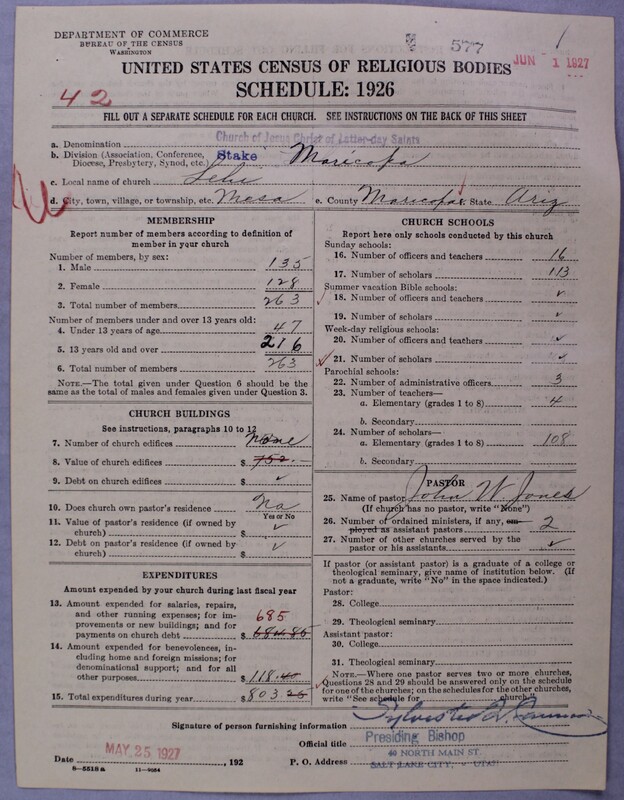 DEPARTMENT OF COMMERCE
BUREAU OF THE CENSUS
WASHINGTON
577
JUN 1 1927
UNITED STATES CENSUS OF RELIGIOUS BODIES
SCHEDULE: 1926
42
FILL OUT A SEPARATE SCHEDULE FOR EACH CHURCH. SEE INSTRUCTIONS ON THE BACK OF THIS SHEET
a. Denomination Church of Jesus Christ of Latter-day Saints
b. Division (Association, Conference, Diocese, Presbytery, Synod, etc.) Stake Maricopa
c. Local name of church Lehi
d. City, town, village, or township, etc. Mesa e. County Maricopa f. State Ariz
MEMBERSHIP
Report number of members according to definition of
member in your church
Number of members, by sex:
1. Male 135
2. Female 128
3. Total number of members 263
Number of members under and over 13 years old:
4. Under 13 years of age 47
5. 13 years old and over 216
6. Total number of members 263
NOTE.—The total given under Question 6 should be the
same as the total of males and females given under Question 3.
CHURCH BUILDINGS
See instructions, paragraphs 10 to 12
7. Number of church edifices None
8. Value of church edifices $ 752.
9. Debt on church edifices $ ✓
10. Does church own pastor's residence? No
Yes or No
11. Value of pastor's residence (if owned by
church) $ ✓
12. Debt on pastor's residence (if owned by
church) $ ✓
EXPENDITURES
Amount expended by your church during last fiscal year
13. Amount expended for salaries, repairs,
and other running expenses; for im-
provements or new buildings; and for 685
payments on church debt $ 684.85
14. Amount expended for benevolences, in-
cluding home and foreign missions; for
denominational support; and for all
other purposes $ 118.40
15. Total expenditures during year $ 803.25
CHURCH SCHOOLS
Report here only schools conducted by this church
Sunday schools:
16. Number of officers and teachers 16
17. Number of scholars 113
Summer vacation Bible schools:
18. Number of officers and teachers ✓
19. Number of scholars ✓
Week-day religious schools:
20. Number of officers and teachers ✓
21. Number of scholars ✓
Parochial schools:
22. Number of administrative officers 3
23. Number of teachers—
a. Elementary (grades 1 to 8) 4
b. Secondary
24. Number of scholars—
a. Elementary (grades 1 to 8) 108
b. Secondary
PASTOR
25. Name of pastor John W. Jones
(If church has no pastor, write "None")
26. Number of ordained ministers, if any, em-
ployed as assistant pastors 2
27. Number of other churches served by the
pastor or his assistants ✓
If pastor (or assistant pastor) is a graduate of a college or
theological seminary, give name of institution below. (If
not a graduate, write "No" in the space indicated.)
Pastor:
28. College
29. Theological seminary
Assistant pastor:
30. College
31. Theological seminary
NOTE.—Where one pastor serves two or more churches,
Questions 28 and 29 should be answered only on the schedule
for one of the churches; on the schedules for the other churches,
write "See schedule for church."
Signature of person furnishing information Sylvester Q. Cannon
Official title Presiding Bishop
MAY 25 1927
Date , 192 P. O. Address 40 NORTH MAIN ST.
SALT LAKE CITY, UTAH
8—5518a 11—9654